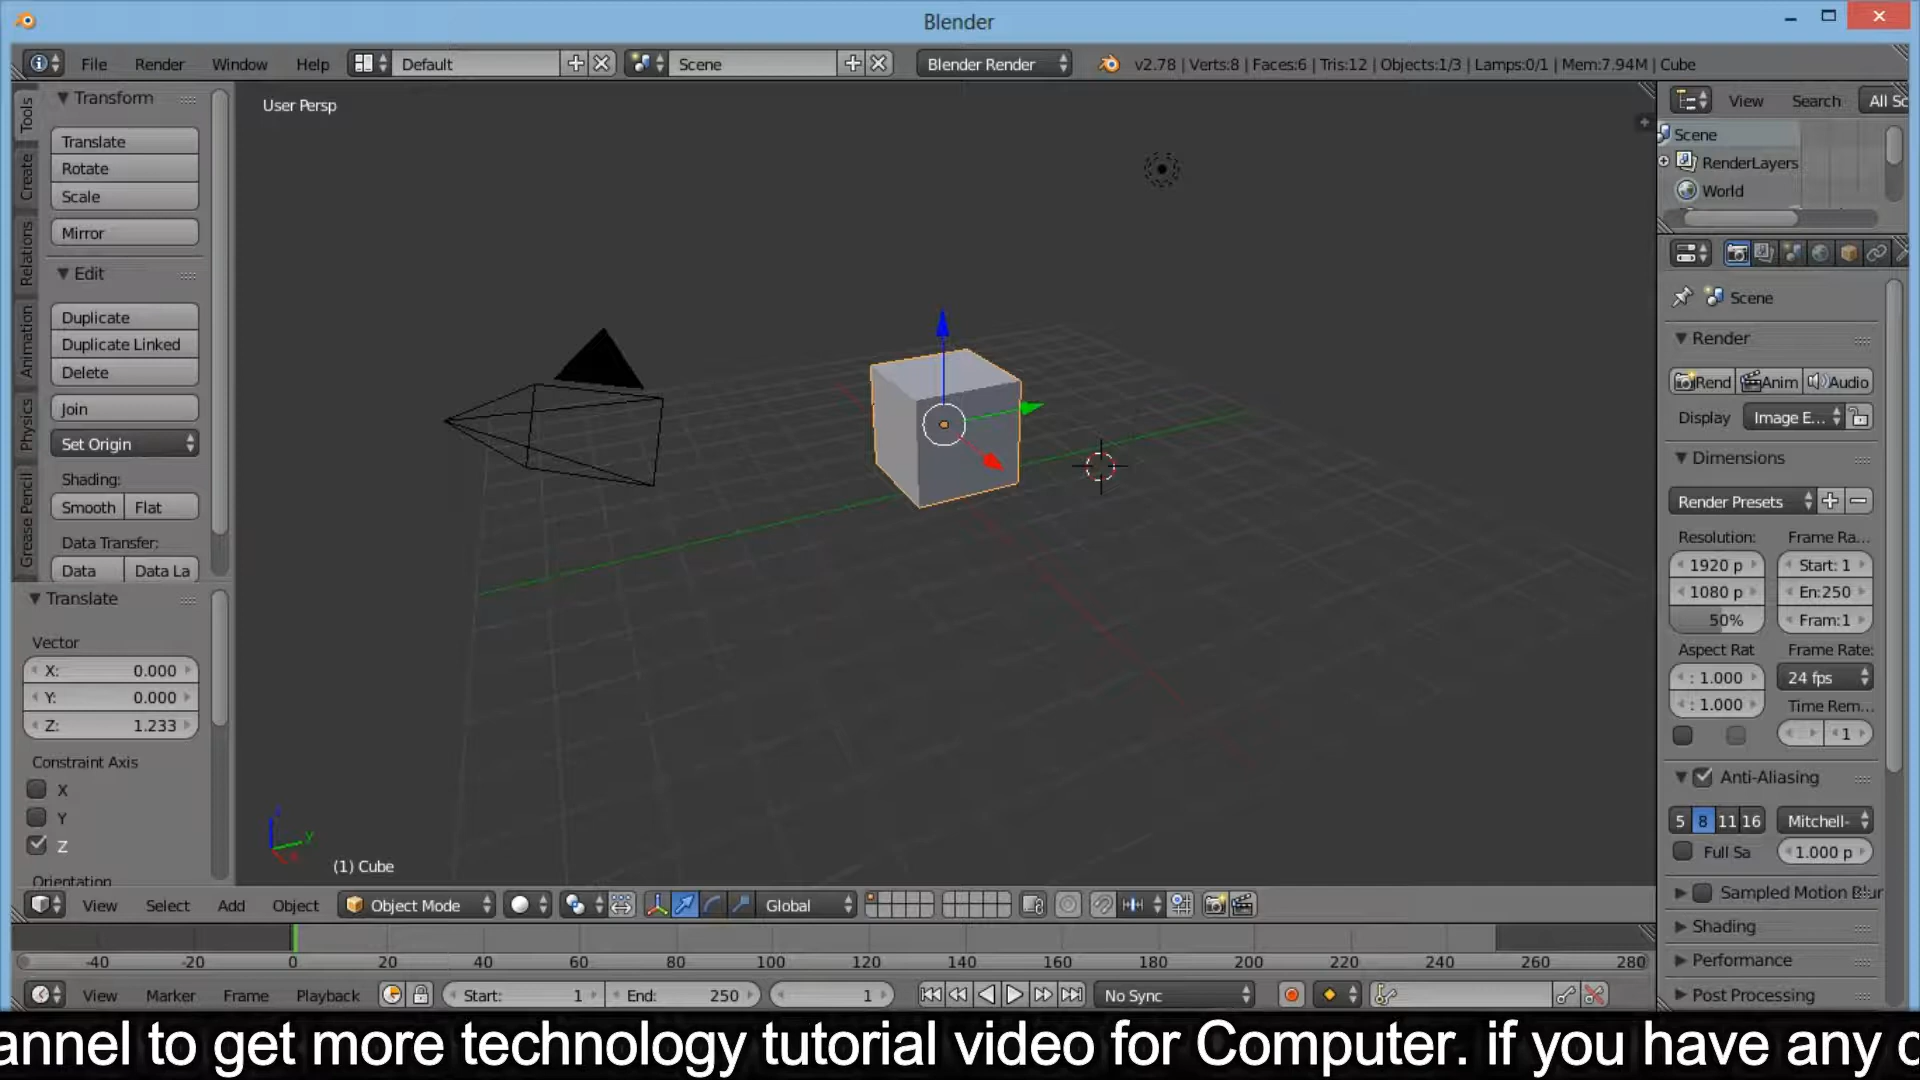 Blender
File Render Window Help Default Scene Blender Render v2.78 | Verts:8 | Faces:6 | Tris:12 | Objects:1/3 | Lamps:0/1 | Mem:7.94M | Cube
Tools
Create
Relations
Animation
Physics
Grease Pencil
Transform
Translate
Rotate
Scale
Mirror
Edit
Duplicate
Duplicate Linked
Delete
Join
Set Origin
Shading:
Smooth Flat
Data Transfer:
Data Data La
Translate
Vector
X: 0.000
Y: 0.000
Z: 1.233
Constraint Axis
X
Y
Z
Orientation
User Persp
y
(1) Cube
View Select Add Object Object Mode Global
-40 -20 0 20 40 60 80 100 120 140 160 180 200 220 240 260 280
View Marker Frame Playback Start: 1 End: 250 1 No Sync
View Search All Sc
Scene
RenderLayers
World
Scene
Render
Rend Anim Audio
Display Image E...
Dimensions
Render Presets
Resolution: Frame Ra...
1920 p Start: 1
1080 p En:250
50% Fram:1
Aspect Rat Frame Rate:
: 1.000 24 fps
: 1.000 Time Rem...
1
Anti-Aliasing
5 8 11 16 Mitchell-
Full Sa 1.000 p
Sampled Motion Blur
Shading
Performance
Post Processing
annel to get more technology tutorial video for Computer. if you have any